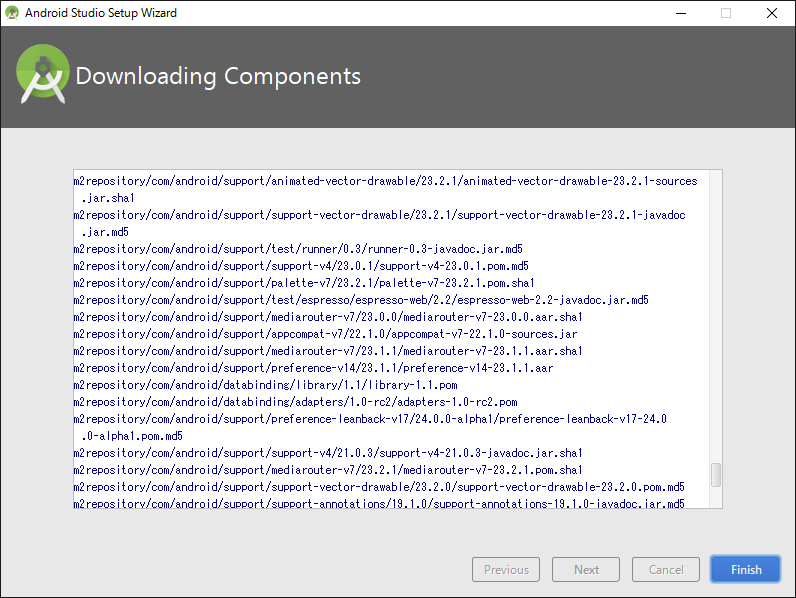 Android Studio Setup Wizard
Downloading Components
m2repository/com/android/support/animated-vector-drawable/23.2.1/animated-vector-drawable-23.2.1-sources
.jar.sha1
m2repository/com/android/support/support-vector-drawable/23.2.1/support-vector-drawable-23.2.1-javadoc
.jar.md5
m2repository/com/android/support/test/runner/0.3/runner-0.3-javadoc.jar.md5
m2repository/com/android/support/support-v4/23.0.1/support-v4-23.0.1.pom.md5
m2repository/com/android/support/palette-v7/23.2.1/palette-v7-23.2.1.pom.sha1
m2repository/com/android/support/test/espresso/espresso-web/2.2/espresso-web-2.2-javadoc.jar.md5
m2repository/com/android/support/mediarouter-v7/23.0.0/mediarouter-v7-23.0.0.aar.sha1
m2repository/com/android/support/appcompat-v7/22.1.0/appcompat-v7-22.1.0-sources.jar
m2repository/com/android/support/mediarouter-v7/23.1.1/mediarouter-v7-23.1.1.aar.sha1
m2repository/com/android/support/preference-v14/23.1.1/preference-v14-23.1.1.aar
m2repository/com/android/databinding/library/1.1/library-1.1.pom
m2repository/com/android/databinding/adapters/1.0-rc2/adapters-1.0-rc2.pom
m2repository/com/android/support/preference-leanback-v17/24.0.0-alpha1/preference-leanback-v17-24.0
.0-alpha1.pom.md5
m2repository/com/android/support/support-v4/21.0.3/support-v4-21.0.3-javadoc.jar.sha1
m2repository/com/android/support/mediarouter-v7/23.2.1/mediarouter-v7-23.2.1.pom.sha1
m2repository/com/android/support/support-vector-drawable/23.2.0/support-vector-drawable-23.2.0.pom.md5
m2repository/com/android/support/support-annotations/19.1.0/support-annotations-19.1.0-javadoc.jar.md5
Previous
Next
Cancel
Finish